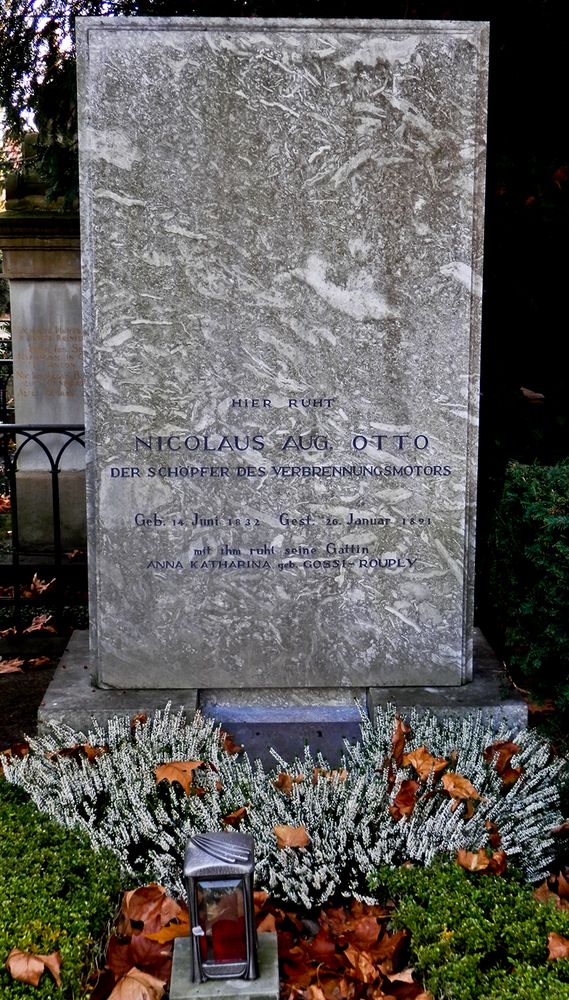 HIER RUHT
NICOLAUS AUG. OTTO
DER SCHÖPFER DES VERBRENNUNGSMOTORS
Geb. 14. Juni 1832 Gest. 26. Januar 1891
mit ihm ruht seine Gattin
ANNA KATHARINA geb. GOSSI-ROUPLY